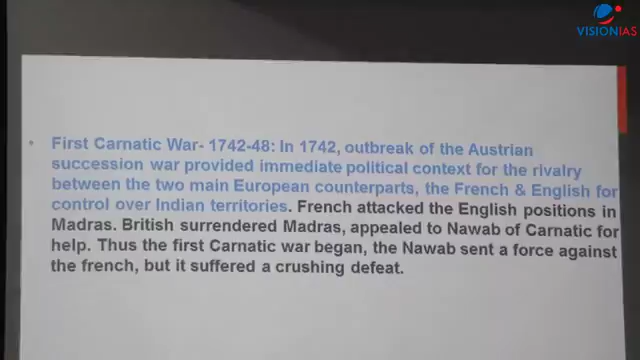 VISIONIAS
First Carnatic War- 1742-48: In 1742, outbreak of the Austrian
succession war provided immediate political context for the rivalry
between the two main European counterparts, the French & English for
control over Indian territories. French attacked the English positions in
Madras. British surrendered Madras, appealed to Nawab of Carnatic for
help. Thus the first Carnatic war began, the Nawab sent a force against
the french, but it suffered a crushing defeat.